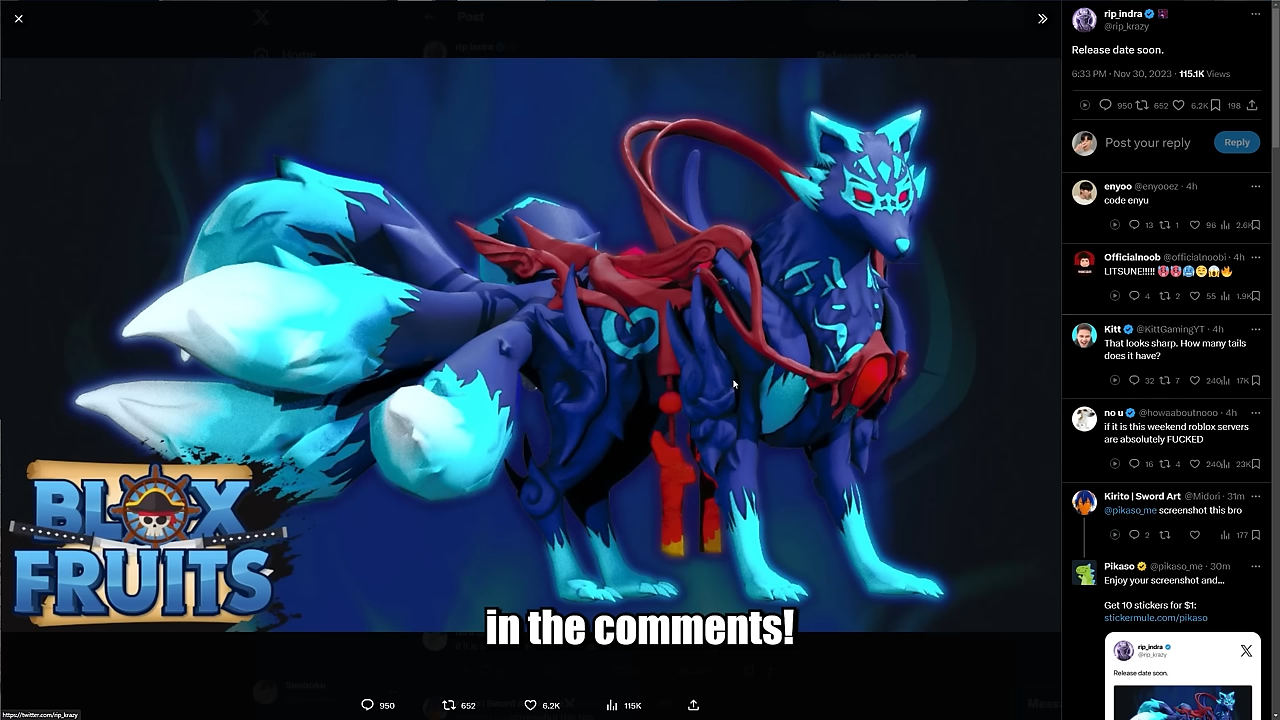 Post
Home
rip_indra
Relevant people
BLOX
FRUITS
in the comments!
950
652
6.2K
115K
https://twitter.com/rip_krazy
rip_indra
@rip_krazy
Release date soon.
6:33 PM · Nov 30, 2023 · 115.1K Views
950 652 6.2K 198
Post your reply
Reply
enyoo @enyooez · 4h
code enyu
13 1 96 2.6K
Officialnoob @officialnoobi · 4h
LITSUNE!!!!! 👹👹🥶😏😱🔥
4 2 55 1.9K
Kitt @KittGamingYT · 4h
That looks sharp. How many tails
does it have?
32 7 240 17K
no u @howaaboutnooo · 4h
if it is this weekend roblox servers
are absolutely FUCKED
16 4 240 23K
Kirito | Sword Art @Midori · 31m
@pikaso_me screenshot this bro
2 177
Pikaso @pikaso_me · 30m
Enjoy your screenshot and…
Get 10 stickers for $1:
stickermule.com/pikaso
rip_indra
@rip_krazy
Release date soon.